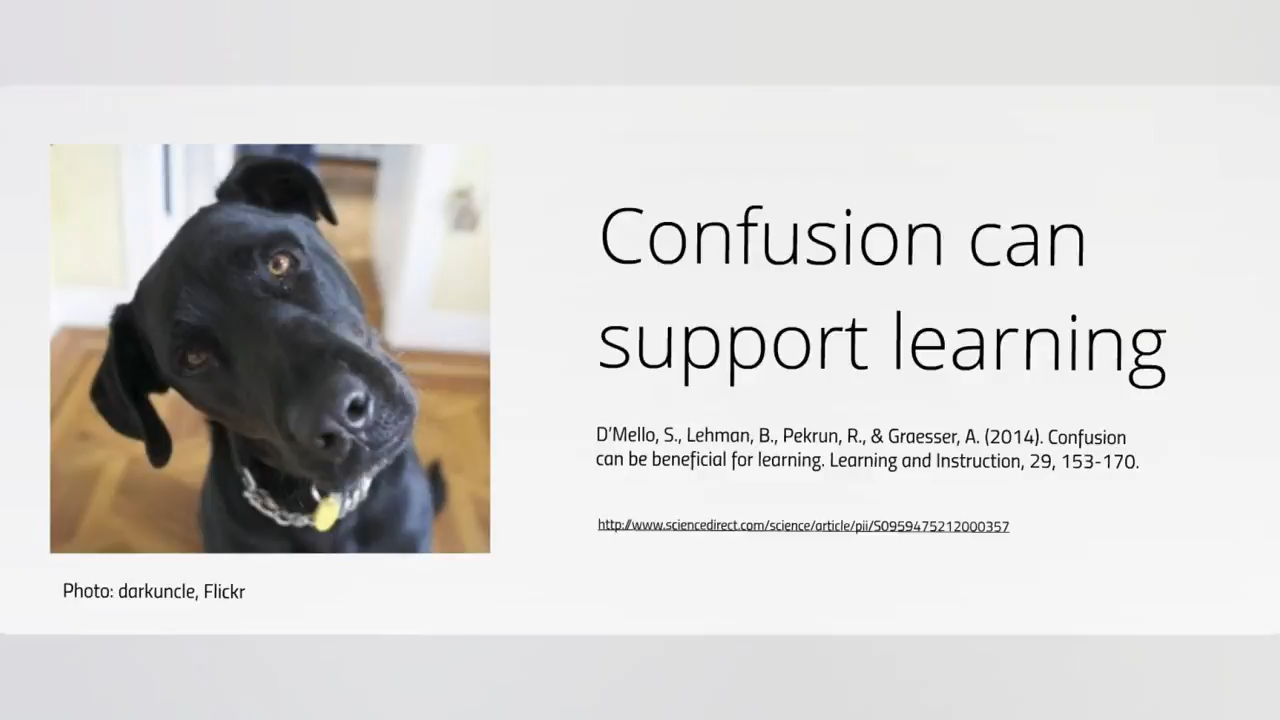 Confusion can
support learning
D'Mello, S., Lehman, B., Pekrun, R., & Graesser, A. (2014). Confusion
can be beneficial for learning. Learning and Instruction, 29, 153-170.
http://www.sciencedirect.com/science/article/pii/S0959475212000357
Photo: darkuncle, Flickr